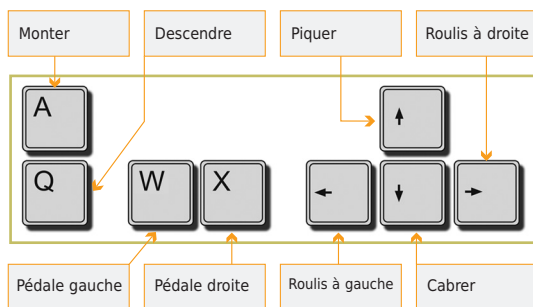 Monter
Descendre
Piquer
Roulis à droite
A
Q
W
X
Pédale gauche
Pédale droite
Roulis à gauche
Cabrer